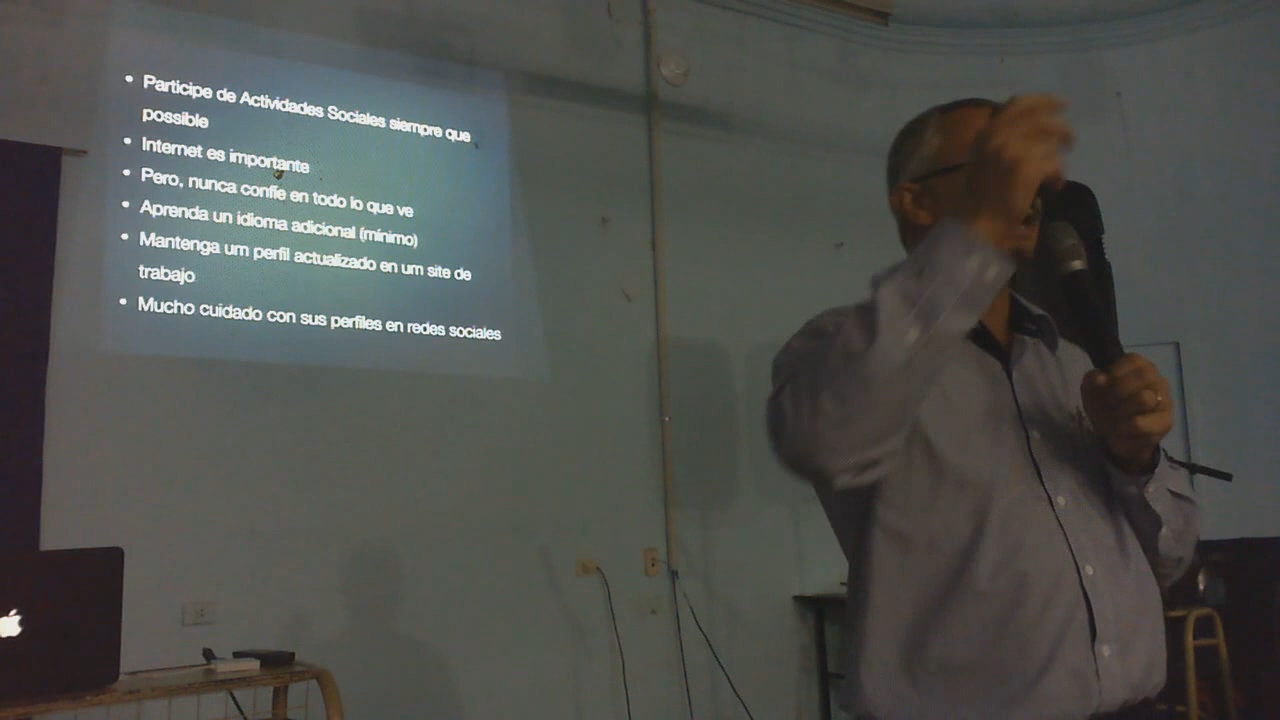 • Participe de Actividades Sociales siempre que
possible
• Internet es importante
• Pero, nunca confíe en todo lo que ve
• Aprenda un idioma adicional (mínimo)
• Mantenga um perfil actualizado en um site de
trabajo
• Mucho cuidado con sus perfiles en redes sociales